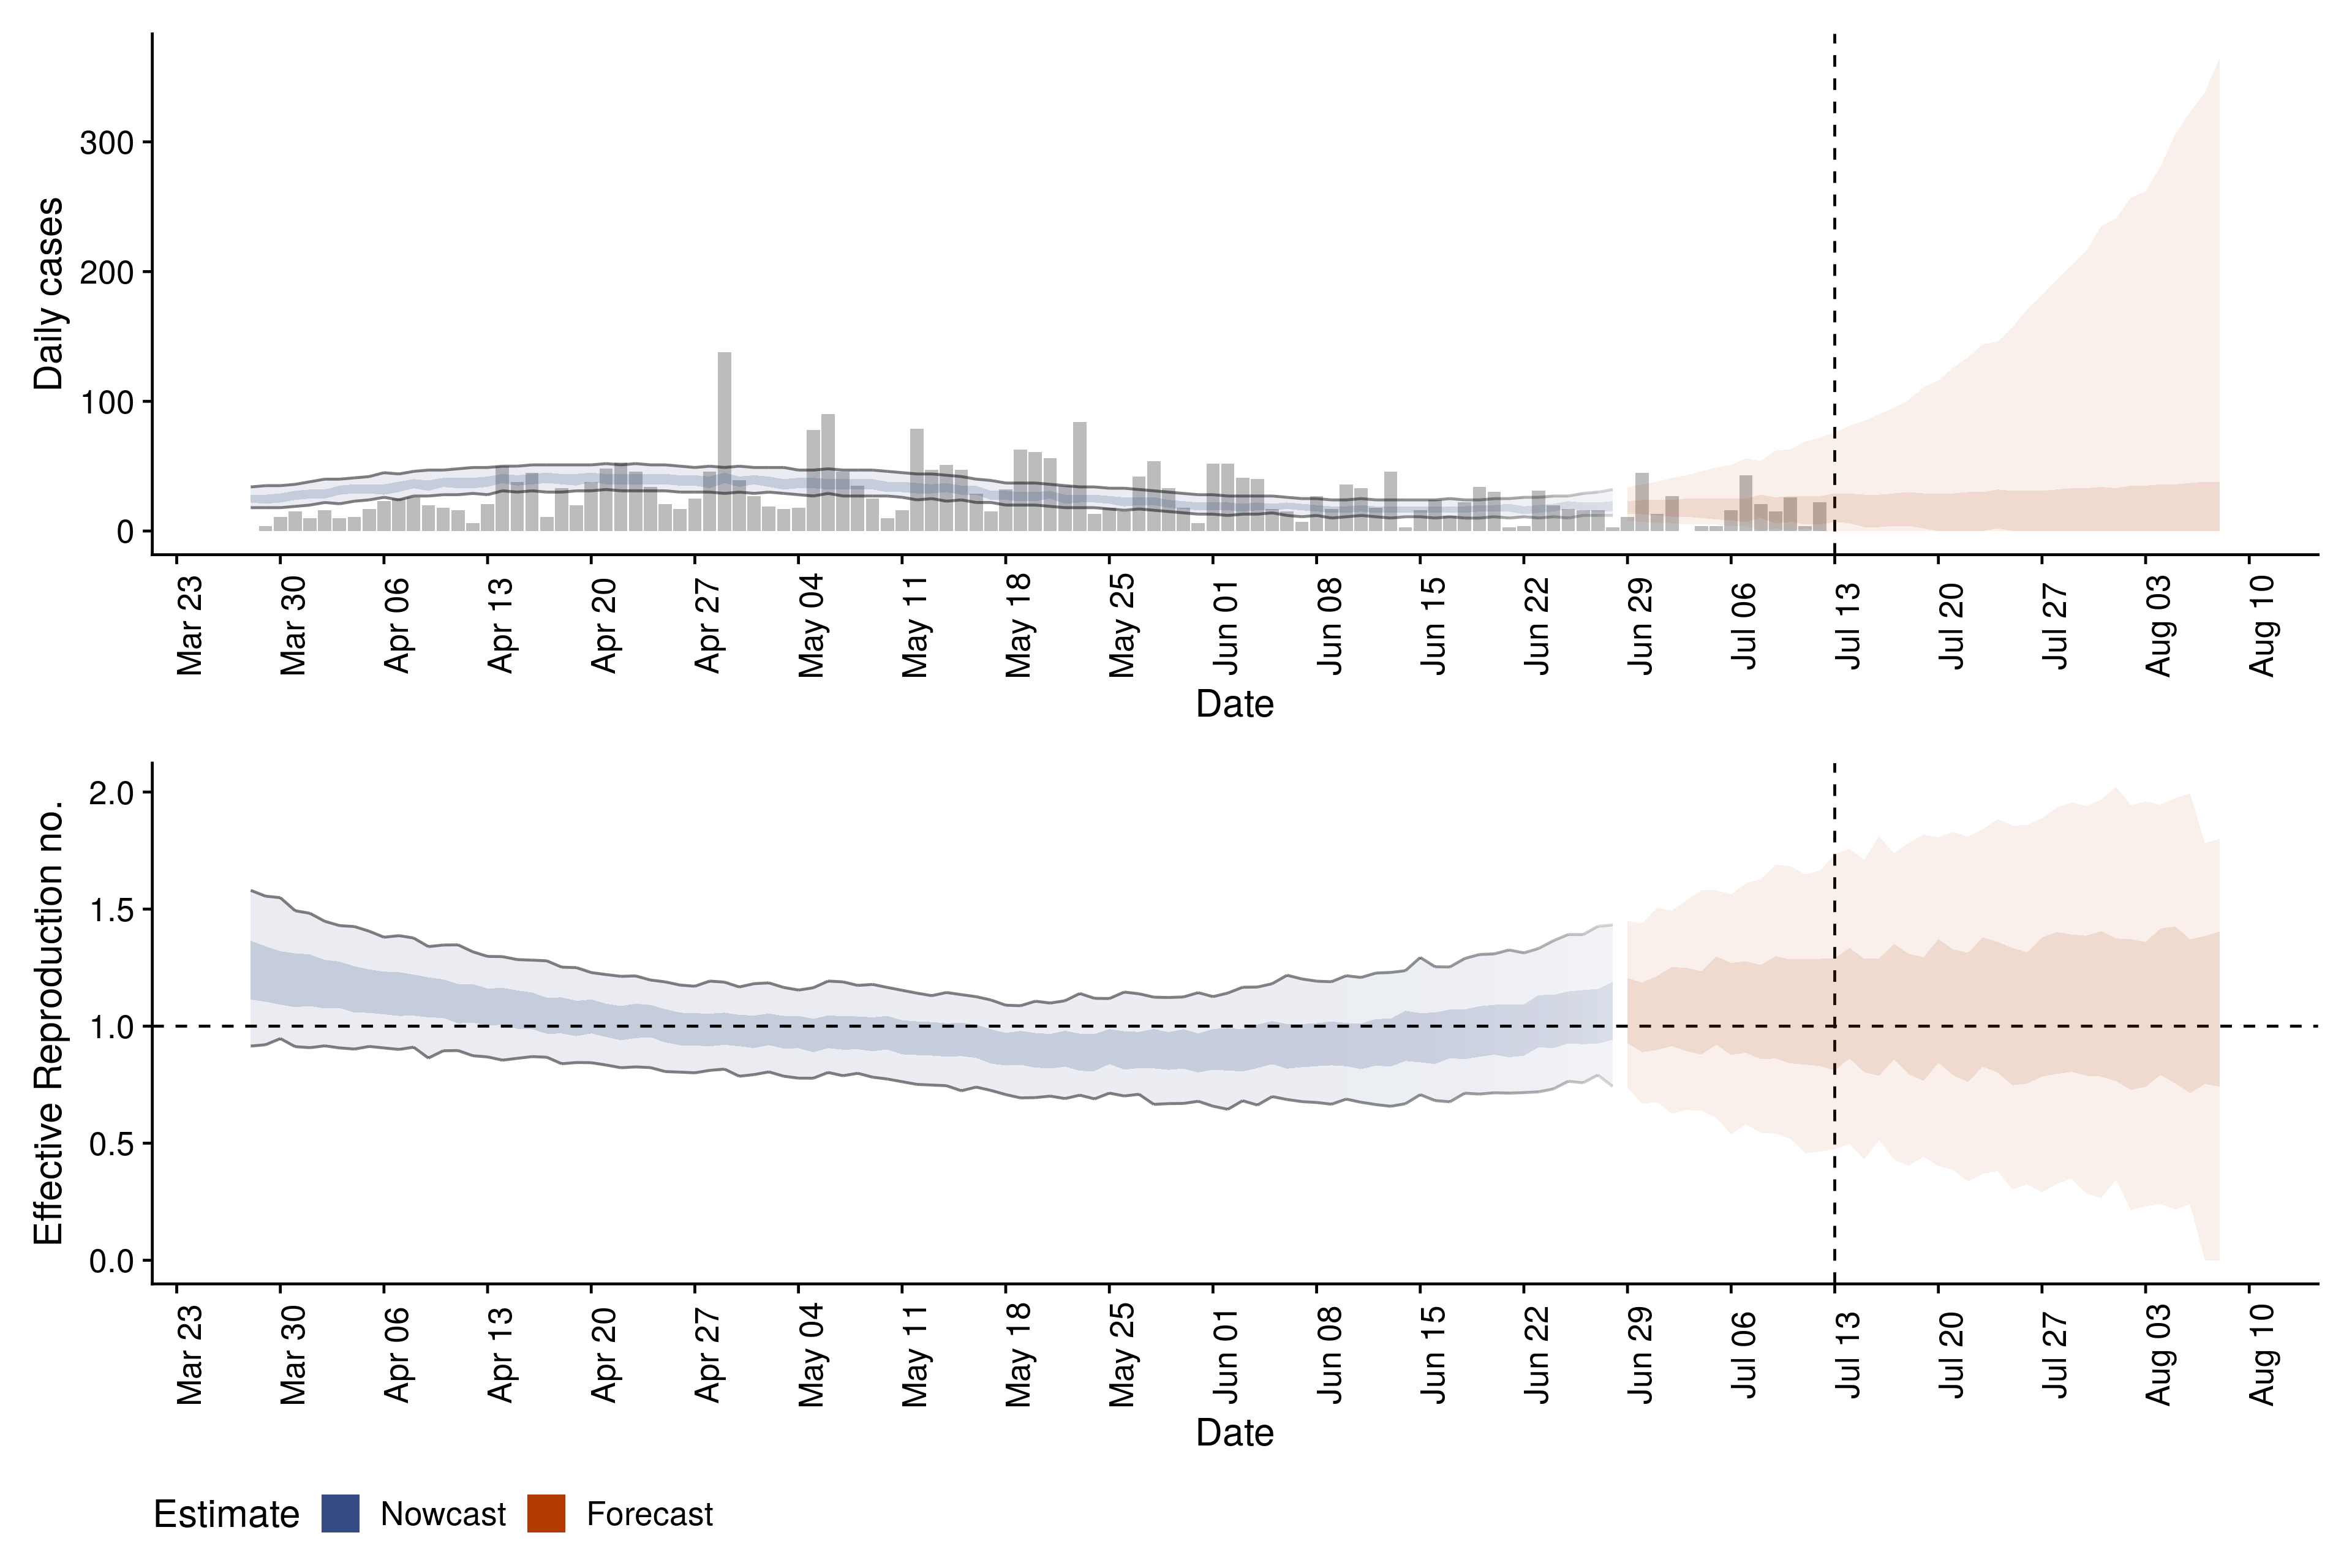 Daily cases
300
200
100
0
Mar 23
Mar 30
Apr 06
Apr 13
Apr 20
Apr 27
May 04
May 11
May 18
May 25
Jun 01
Jun 08
Jun 15
Jun 22
Jun 29
Jul 06
Jul 13
Jul 20
Jul 27
Aug 03
Aug 10
Date
Effective Reproduction no.
2.0
1.5
1.0
0.5
0.0
Mar 23
Mar 30
Apr 06
Apr 13
Apr 20
Apr 27
May 04
May 11
May 18
May 25
Jun 01
Jun 08
Jun 15
Jun 22
Jun 29
Jul 06
Jul 13
Jul 20
Jul 27
Aug 03
Aug 10
Date
Estimate Nowcast Forecast